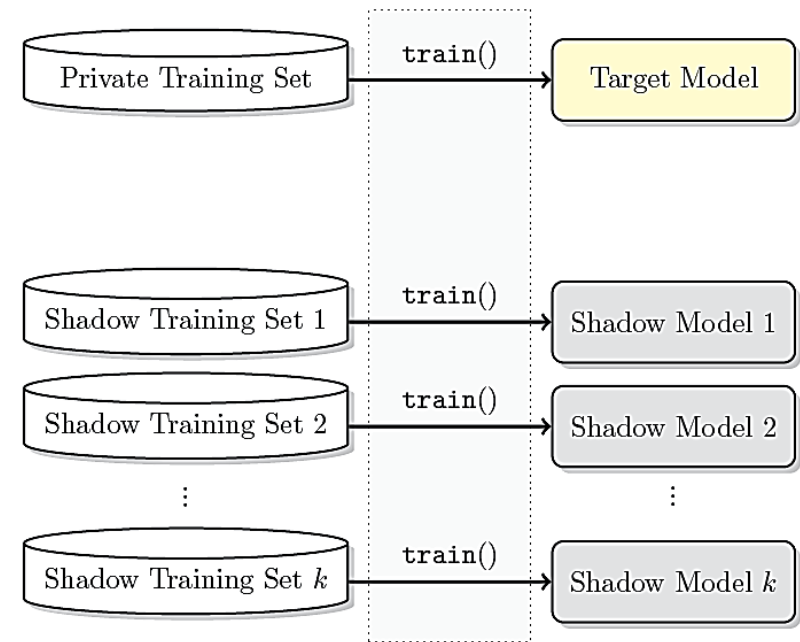 Private Training Set
train()
Target Model
Shadow Training Set 1
train()
Shadow Model 1
Shadow Training Set 2
train()
Shadow Model 2
⋮
⋮
Shadow Training Set k
train()
Shadow Model k